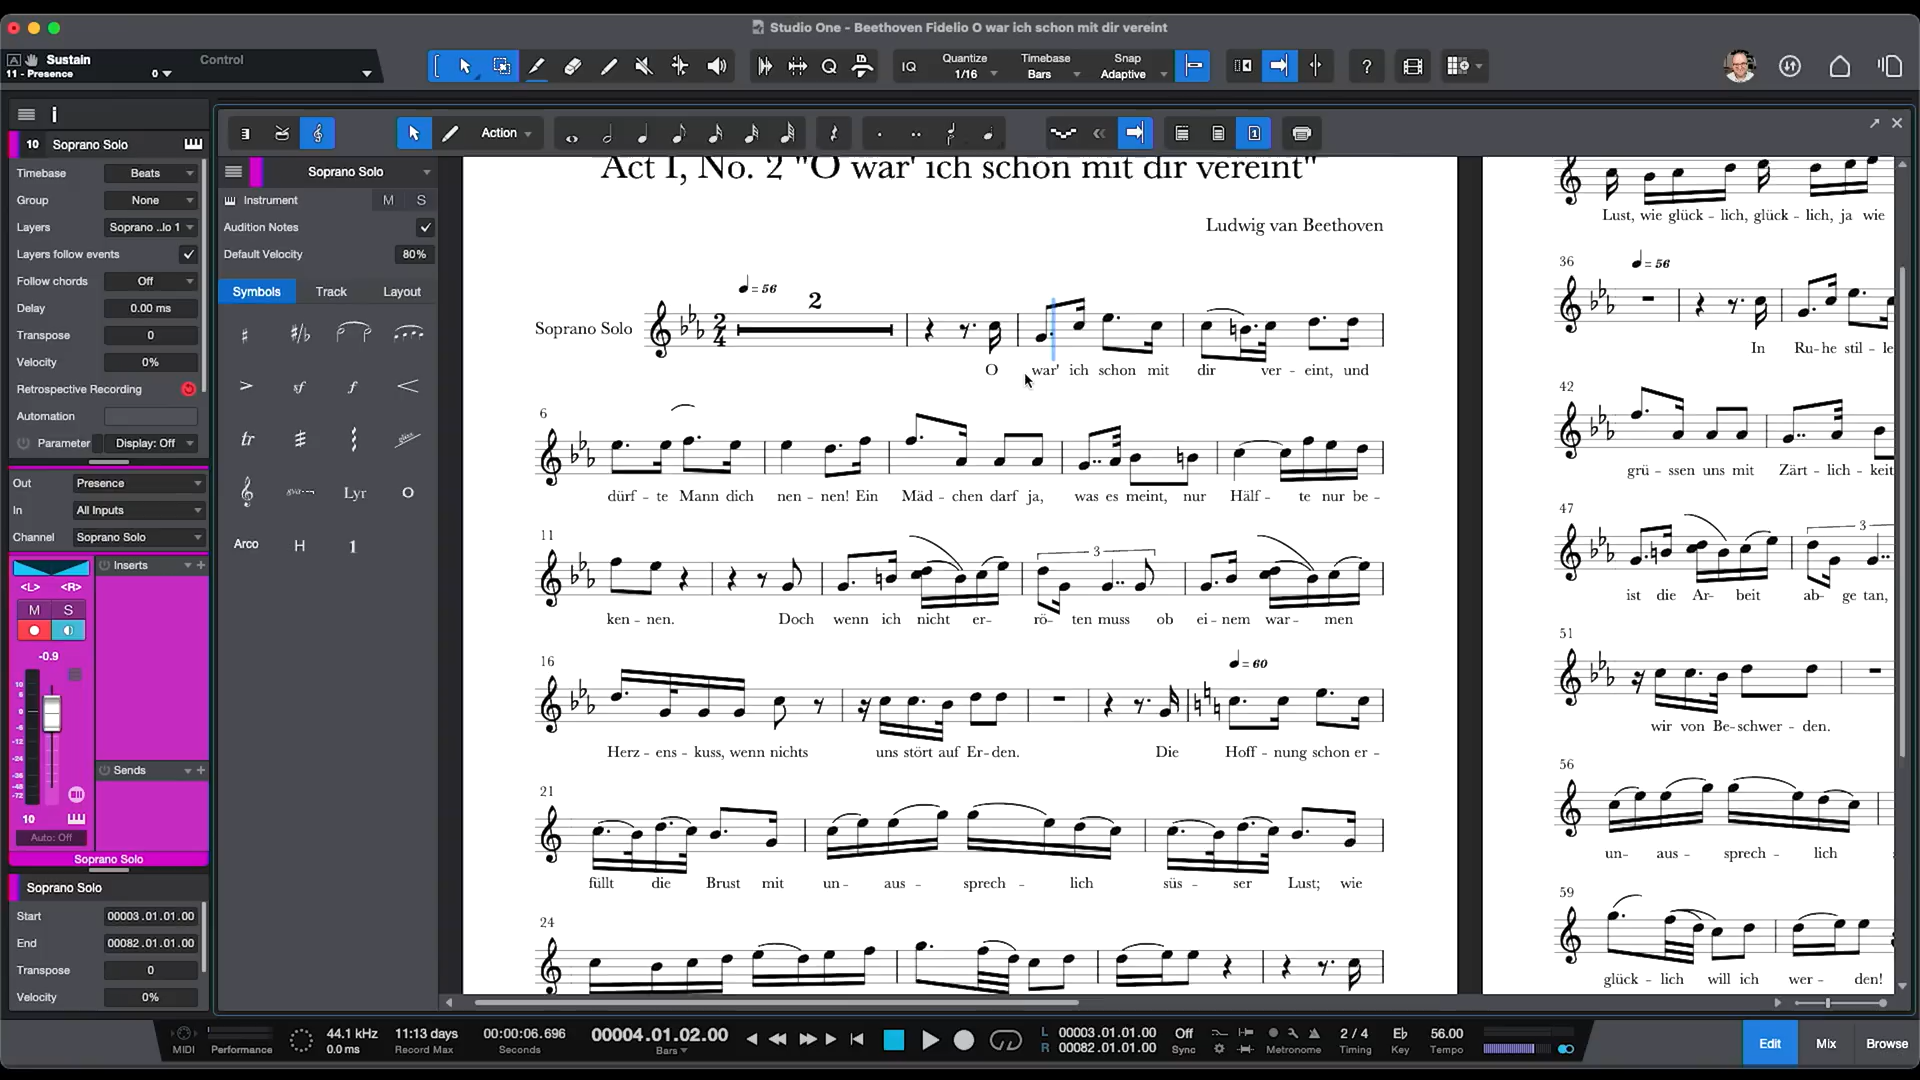 Studio One - Beethoven Fidelio O war ich schon mit dir vereint
Sustain
11 - Presence 0
Control
IQ
Quantize
1/16
Timebase
Bars
Snap
Adaptive
?
10 Soprano Solo
Timebase Beats
Group None
Layers Soprano ..lo 1
Layers follow events
Follow chords Off
Delay 0.00 ms
Transpose 0
Velocity 0%
Retrospective Recording
Automation
Parameter Display: Off
Out Presence
In All Inputs
Channel Soprano Solo
Inserts
<L> <R>
M S
-0.9
Sends
10
Auto: Off
Soprano Solo
Soprano Solo
Start 00003.01.01.00
End 00082.01.01.00
Transpose 0
Velocity 0%
Action
Soprano Solo
Instrument M S
Audition Notes
Default Velocity 80%
Symbols Track Layout
tr
sf
f
Lyr
O
Arco H 1
Act I, No. 2 "O war' ich schon mit dir vereint"
Ludwig van Beethoven
= 56
2
Soprano Solo
O war' ich schon mit dir ver - eint, und
6
dürf - te Mann dich nen - nen! Ein Mäd - chen darf ja, was es meint, nur Hälf - te nur be -
11
3
ken - nen. Doch wenn ich nicht er- rö- ten muss ob ei - nem war - men
16
= 60
Herz - ens - kuss, wenn nichts uns stört auf Er - den. Die Hoff - nung schon er -
21
füllt die Brust mit un - aus - sprech - lich süs - ser Lust; wie
24
Lust, wie glück - lich, glück - lich, ja wie
36
= 56
In Ru - he stil - le
42
grü - ssen uns mit Zärt - lich - keit
47
3
ist die Ar- beit ab- ge tan,
51
wir von Be - schwer - den.
56
un- aus - sprech - lich
59
glück - lich will ich wer - den!
MIDI
Performance
44.1 kHz
0.0 ms
11:13 days
Record Max
00:00:06.696
Seconds
00004.01.02.00
Bars
L 00003.01.01.00
R 00082.01.01.00
Off
Sync
Metronome
2 / 4
Timing
E♭
Key
56.00
Tempo
Edit
Mix
Browse